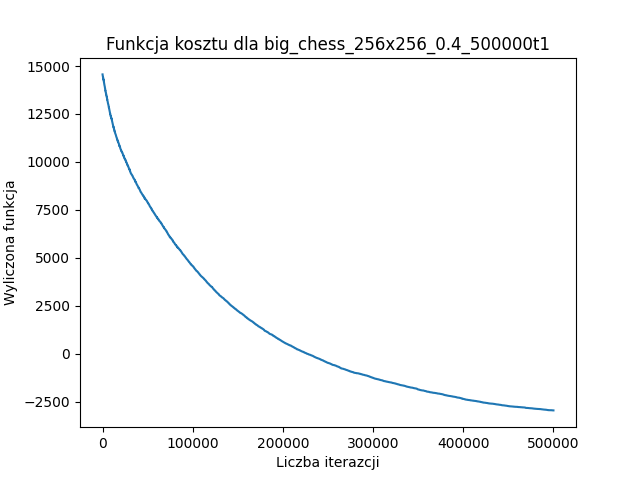 Funkcja kosztu dla big_chess_256x256_0.4_500000t1
15000
12500
10000
7500
5000
2500
0
−2500
Wyliczona funkcja
0 100000 200000 300000 400000 500000
Liczba iterazcji